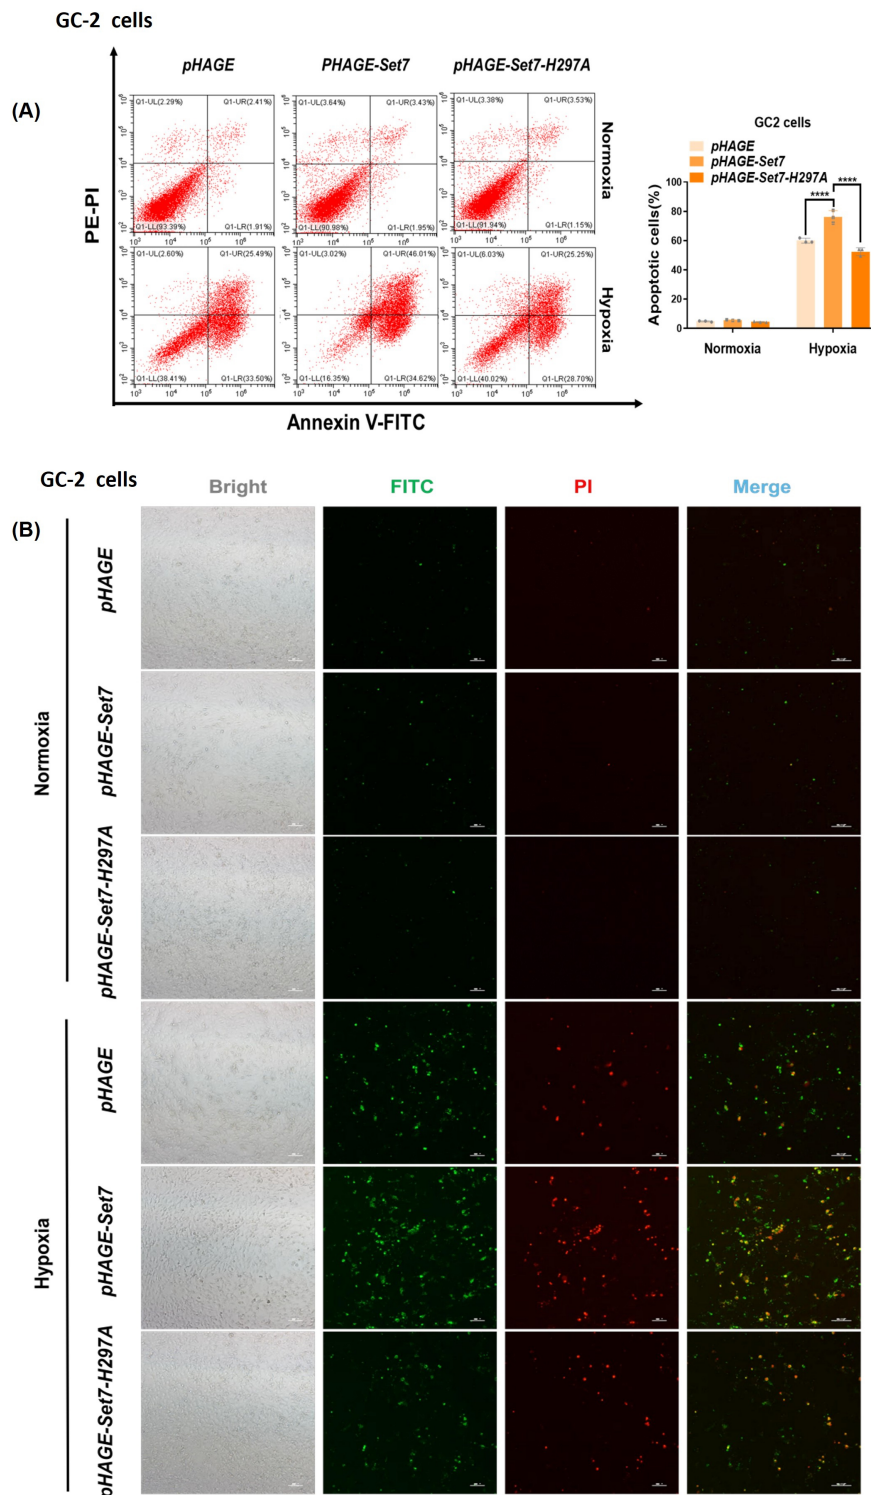 GC-2 cells
(A)
pHAGE
PHAGE-Set7
pHAGE-Set7-H297A
PE-PI
Q1-UL(2.29%)
Q1-UR(2.41%)
Q1-LL(93.39%)
Q1-LR(1.91%)
Q1-UL(3.64%)
Q1-UR(3.43%)
Q1-LL(90.98%)
Q1-LR(1.95%)
Q1-UL(3.38%)
Q1-UR(3.53%)
Q1-LL(91.94%)
Q1-LR(1.15%)
Normoxia
Q1-UL(2.60%)
Q1-UR(25.49%)
Q1-LL(38.41%)
Q1-LR(33.50%)
Q1-UL(3.02%)
Q1-UR(46.01%)
Q1-LL(16.35%)
Q1-LR(34.62%)
Q1-UL(6.03%)
Q1-UR(25.25%)
Q1-LL(40.02%)
Q1-LR(28.70%)
Hypoxia
Annexin V-FITC
GC2 cells
pHAGE
pHAGE-Set7
pHAGE-Set7-H297A
Apoptotic cells(%)
100
80
60
40
20
0
****
****
Normoxia
Hypoxia
GC-2 cells
(B)
Bright
FITC
PI
Merge
Normoxia
pHAGE
pHAGE-Set7
pHAGE-Set7-H297A
Hypoxia
pHAGE
pHAGE-Set7
pHAGE-Set7-H297A